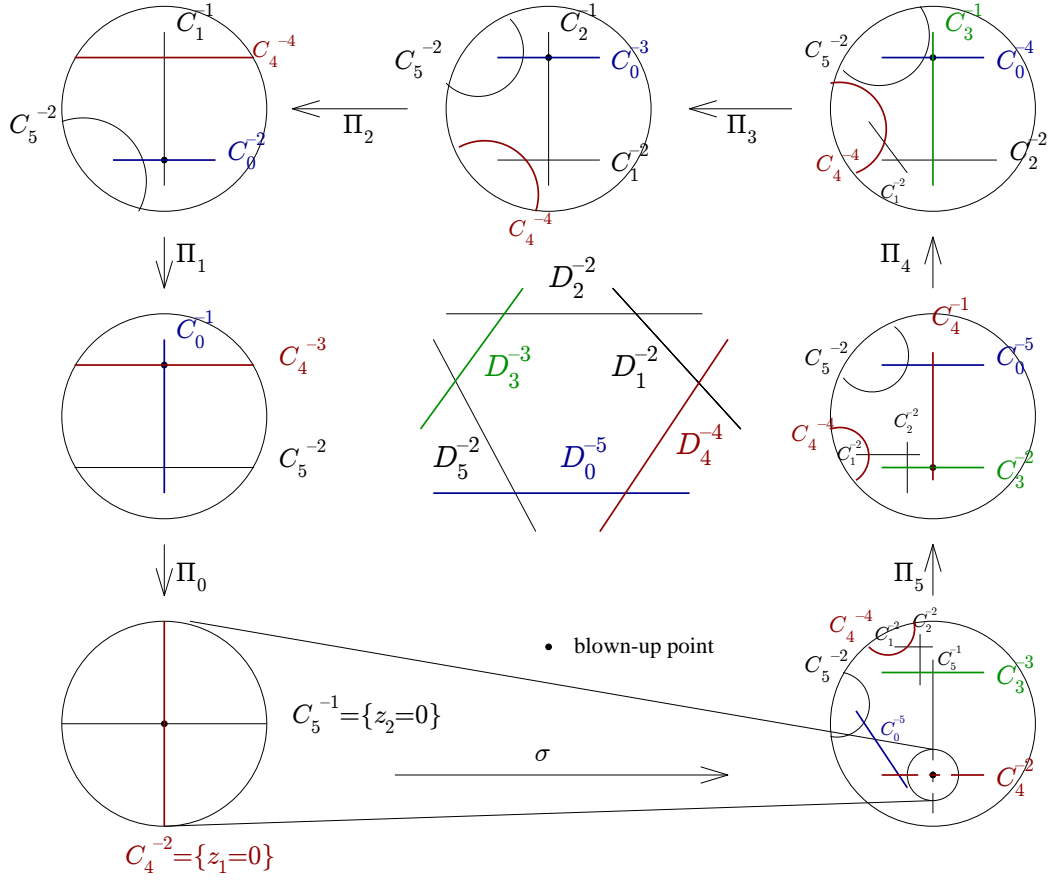 C_1^{-1} C_4^{-4} C_5^{-2} C_0^{-2}
Π_2
C_2^{-1} C_0^{-3} C_5^{-2} C_1^{-2} C_4^{-4}
Π_3
C_3^{-1} C_0^{-4} C_5^{-2} C_4^{-4} C_1^{-2} C_2^{-2}
Π_1
Π_4
C_0^{-1} C_4^{-3} C_5^{-2}
D_2^{-2}
D_3^{-3} D_1^{-2}
D_5^{-2} D_0^{-5} D_4^{-4}
C_4^{-1} C_0^{-5} C_5^{-2} C_4^{-4} C_2^{-2} C_1^{-2} C_3^{-2}
Π_0
Π_5
• blown-up point
C_5^{-1}={z_2=0}
σ
C_4^{-4} C_1^{-2} C_2^{-2} C_5^{-2} C_5^{-1} C_3^{-3} C_0^{-5} C_4^{-2}
C_4^{-2}={z_1=0}